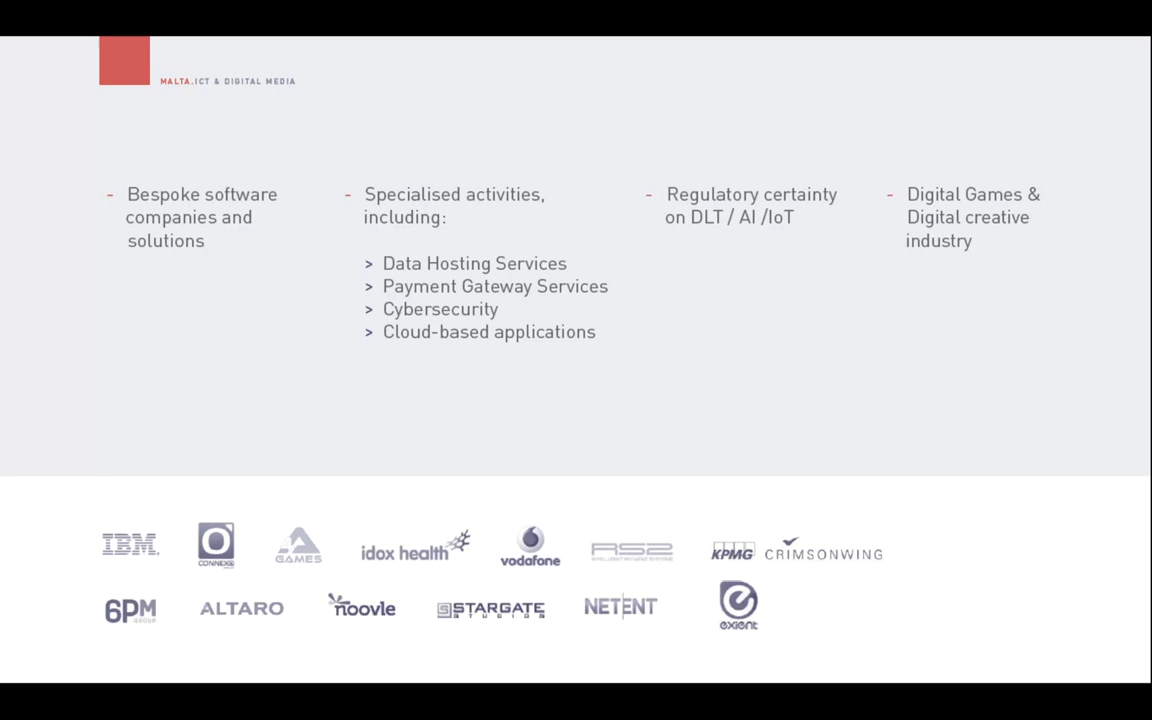 MALTA.ICT & DIGITAL MEDIA
- Bespoke software
companies and
solutions
- Specialised activities,
including:
> Data Hosting Services
> Payment Gateway Services
> Cybersecurity
> Cloud-based applications
- Regulatory certainty
on DLT / AI /IoT
- Digital Games &
Digital creative
industry
IBM.
CONNEXE
GAMES
idox health
vodafone
RS2
KPMG CRIMSONWING
6PM
GROUP
ALTARO
noovle
STARGATE
STUDIOS
NETENT
exient